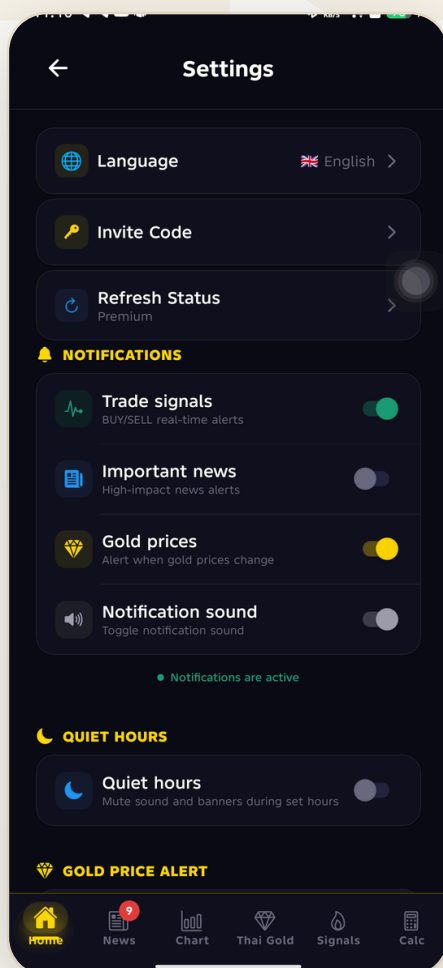 Settings
Language
English
Invite Code
Refresh Status
Premium
NOTIFICATIONS
Trade signals
BUY/SELL real-time alerts
Important news
High-impact news alerts
Gold prices
Alert when gold prices change
Notification sound
Toggle notification sound
Notifications are active
QUIET HOURS
Quiet hours
Mute sound and banners during set hours
GOLD PRICE ALERT
9
Home
News
Chart
Thai Gold
Signals
Calc